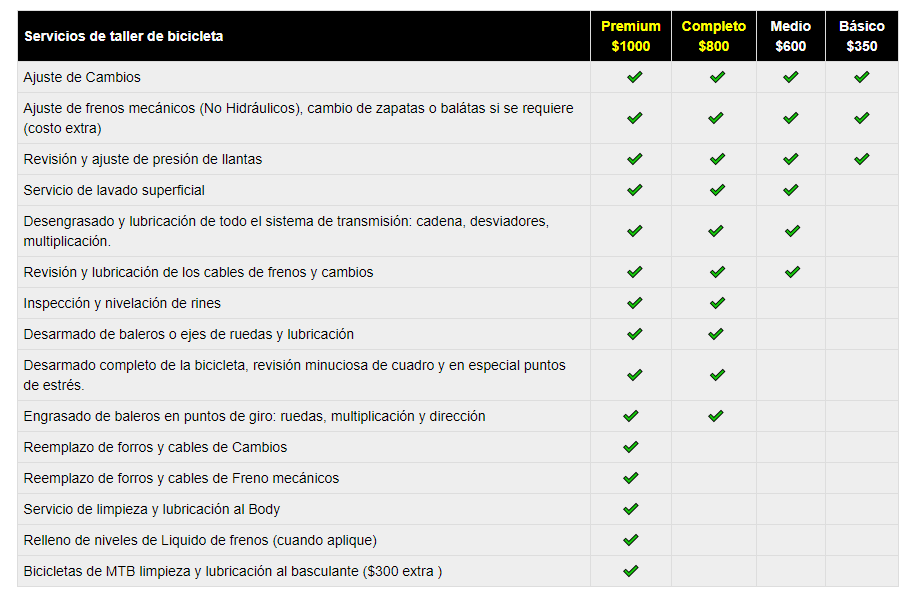 Servicios de taller de bicicleta
Premium
$1000
Completo
$800
Medio
$600
Básico
$350
Ajuste de Cambios
Ajuste de frenos mecánicos (No Hidráulicos), cambio de zapatas o balátas si se requiere
(costo extra)
Revisión y ajuste de presión de llantas
Servicio de lavado superficial
Desengrasado y lubricación de todo el sistema de transmisión: cadena, desviadores,
multiplicación.
Revisión y lubricación de los cables de frenos y cambios
Inspección y nivelación de rines
Desarmado de baleros o ejes de ruedas y lubricación
Desarmado completo de la bicicleta, revisión minuciosa de cuadro y en especial puntos
de estrés.
Engrasado de baleros en puntos de giro: ruedas, multiplicación y dirección
Reemplazo de forros y cables de Cambios
Reemplazo de forros y cables de Freno mecánicos
Servicio de limpieza y lubricación al Body
Relleno de niveles de Liquido de frenos (cuando aplique)
Bicicletas de MTB limpieza y lubricación al basculante ($300 extra )